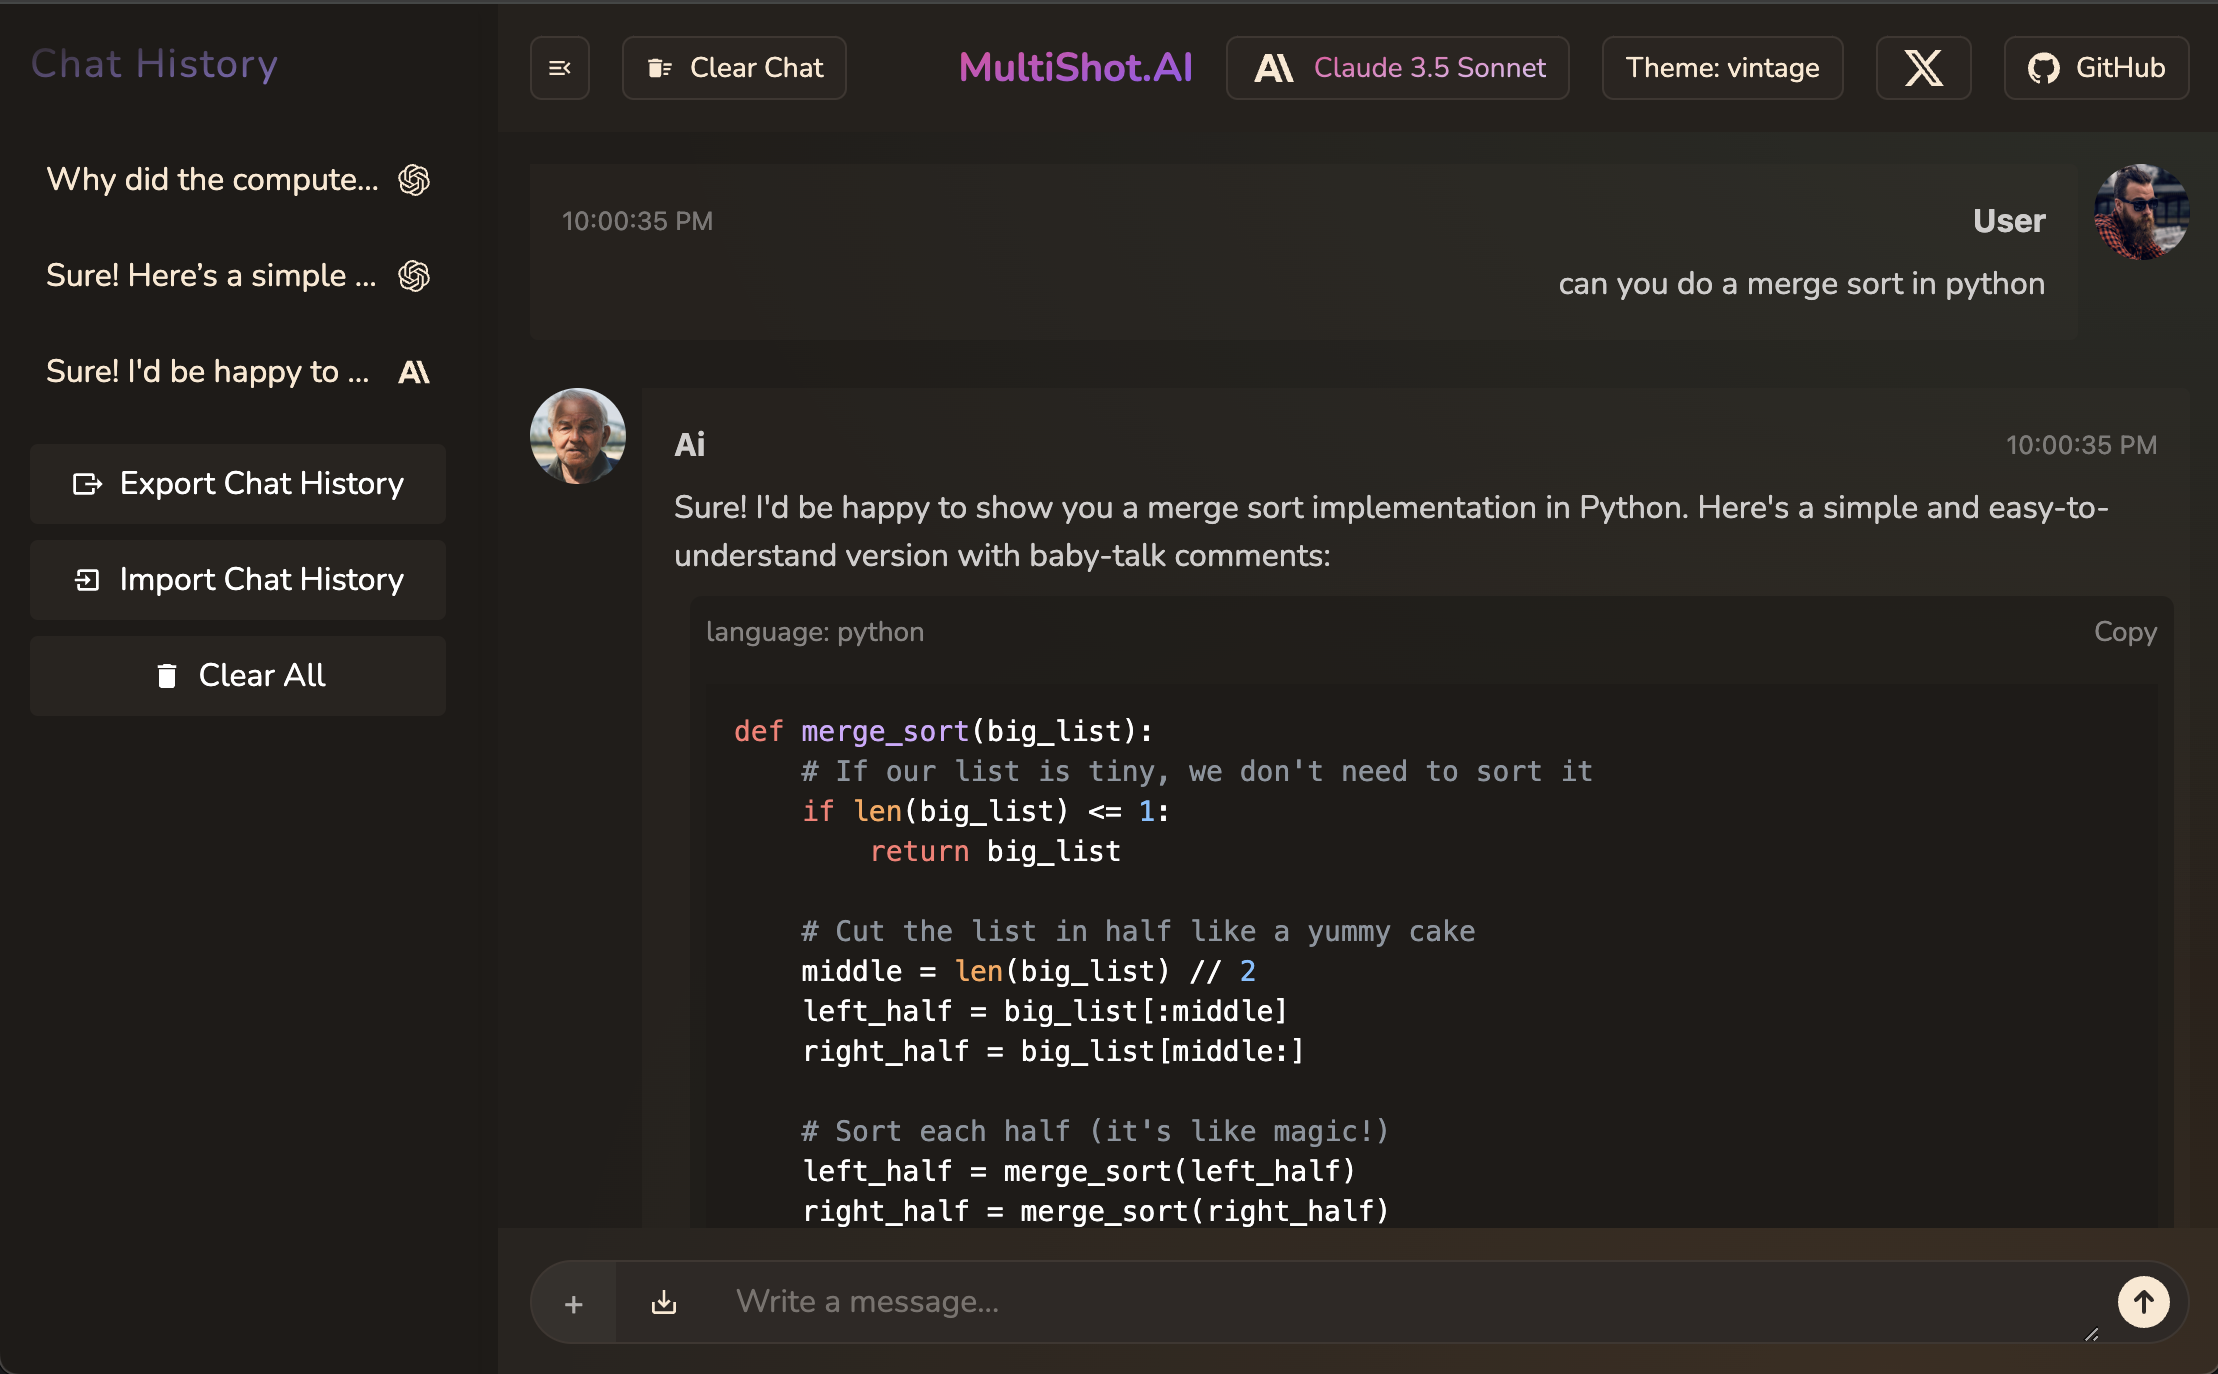 Chat History
Why did the compute...
Sure! Here’s a simple ...
Sure! I'd be happy to ...
Export Chat History
Import Chat History
Clear All
Clear Chat
MultiShot.AI
Claude 3.5 Sonnet
Theme: vintage
GitHub
10:00:35 PM
User
can you do a merge sort in python
Ai
10:00:35 PM
Sure! I'd be happy to show you a merge sort implementation in Python. Here's a simple and easy-to-
understand version with baby-talk comments:
language: python
Copy
def merge_sort(big_list):
    # If our list is tiny, we don't need to sort it
    if len(big_list) <= 1:
        return big_list
    # Cut the list in half like a yummy cake
    middle = len(big_list) // 2
    left_half = big_list[:middle]
    right_half = big_list[middle:]
    # Sort each half (it's like magic!)
    left_half = merge_sort(left_half)
    right_half = merge_sort(right_half)
Write a message...